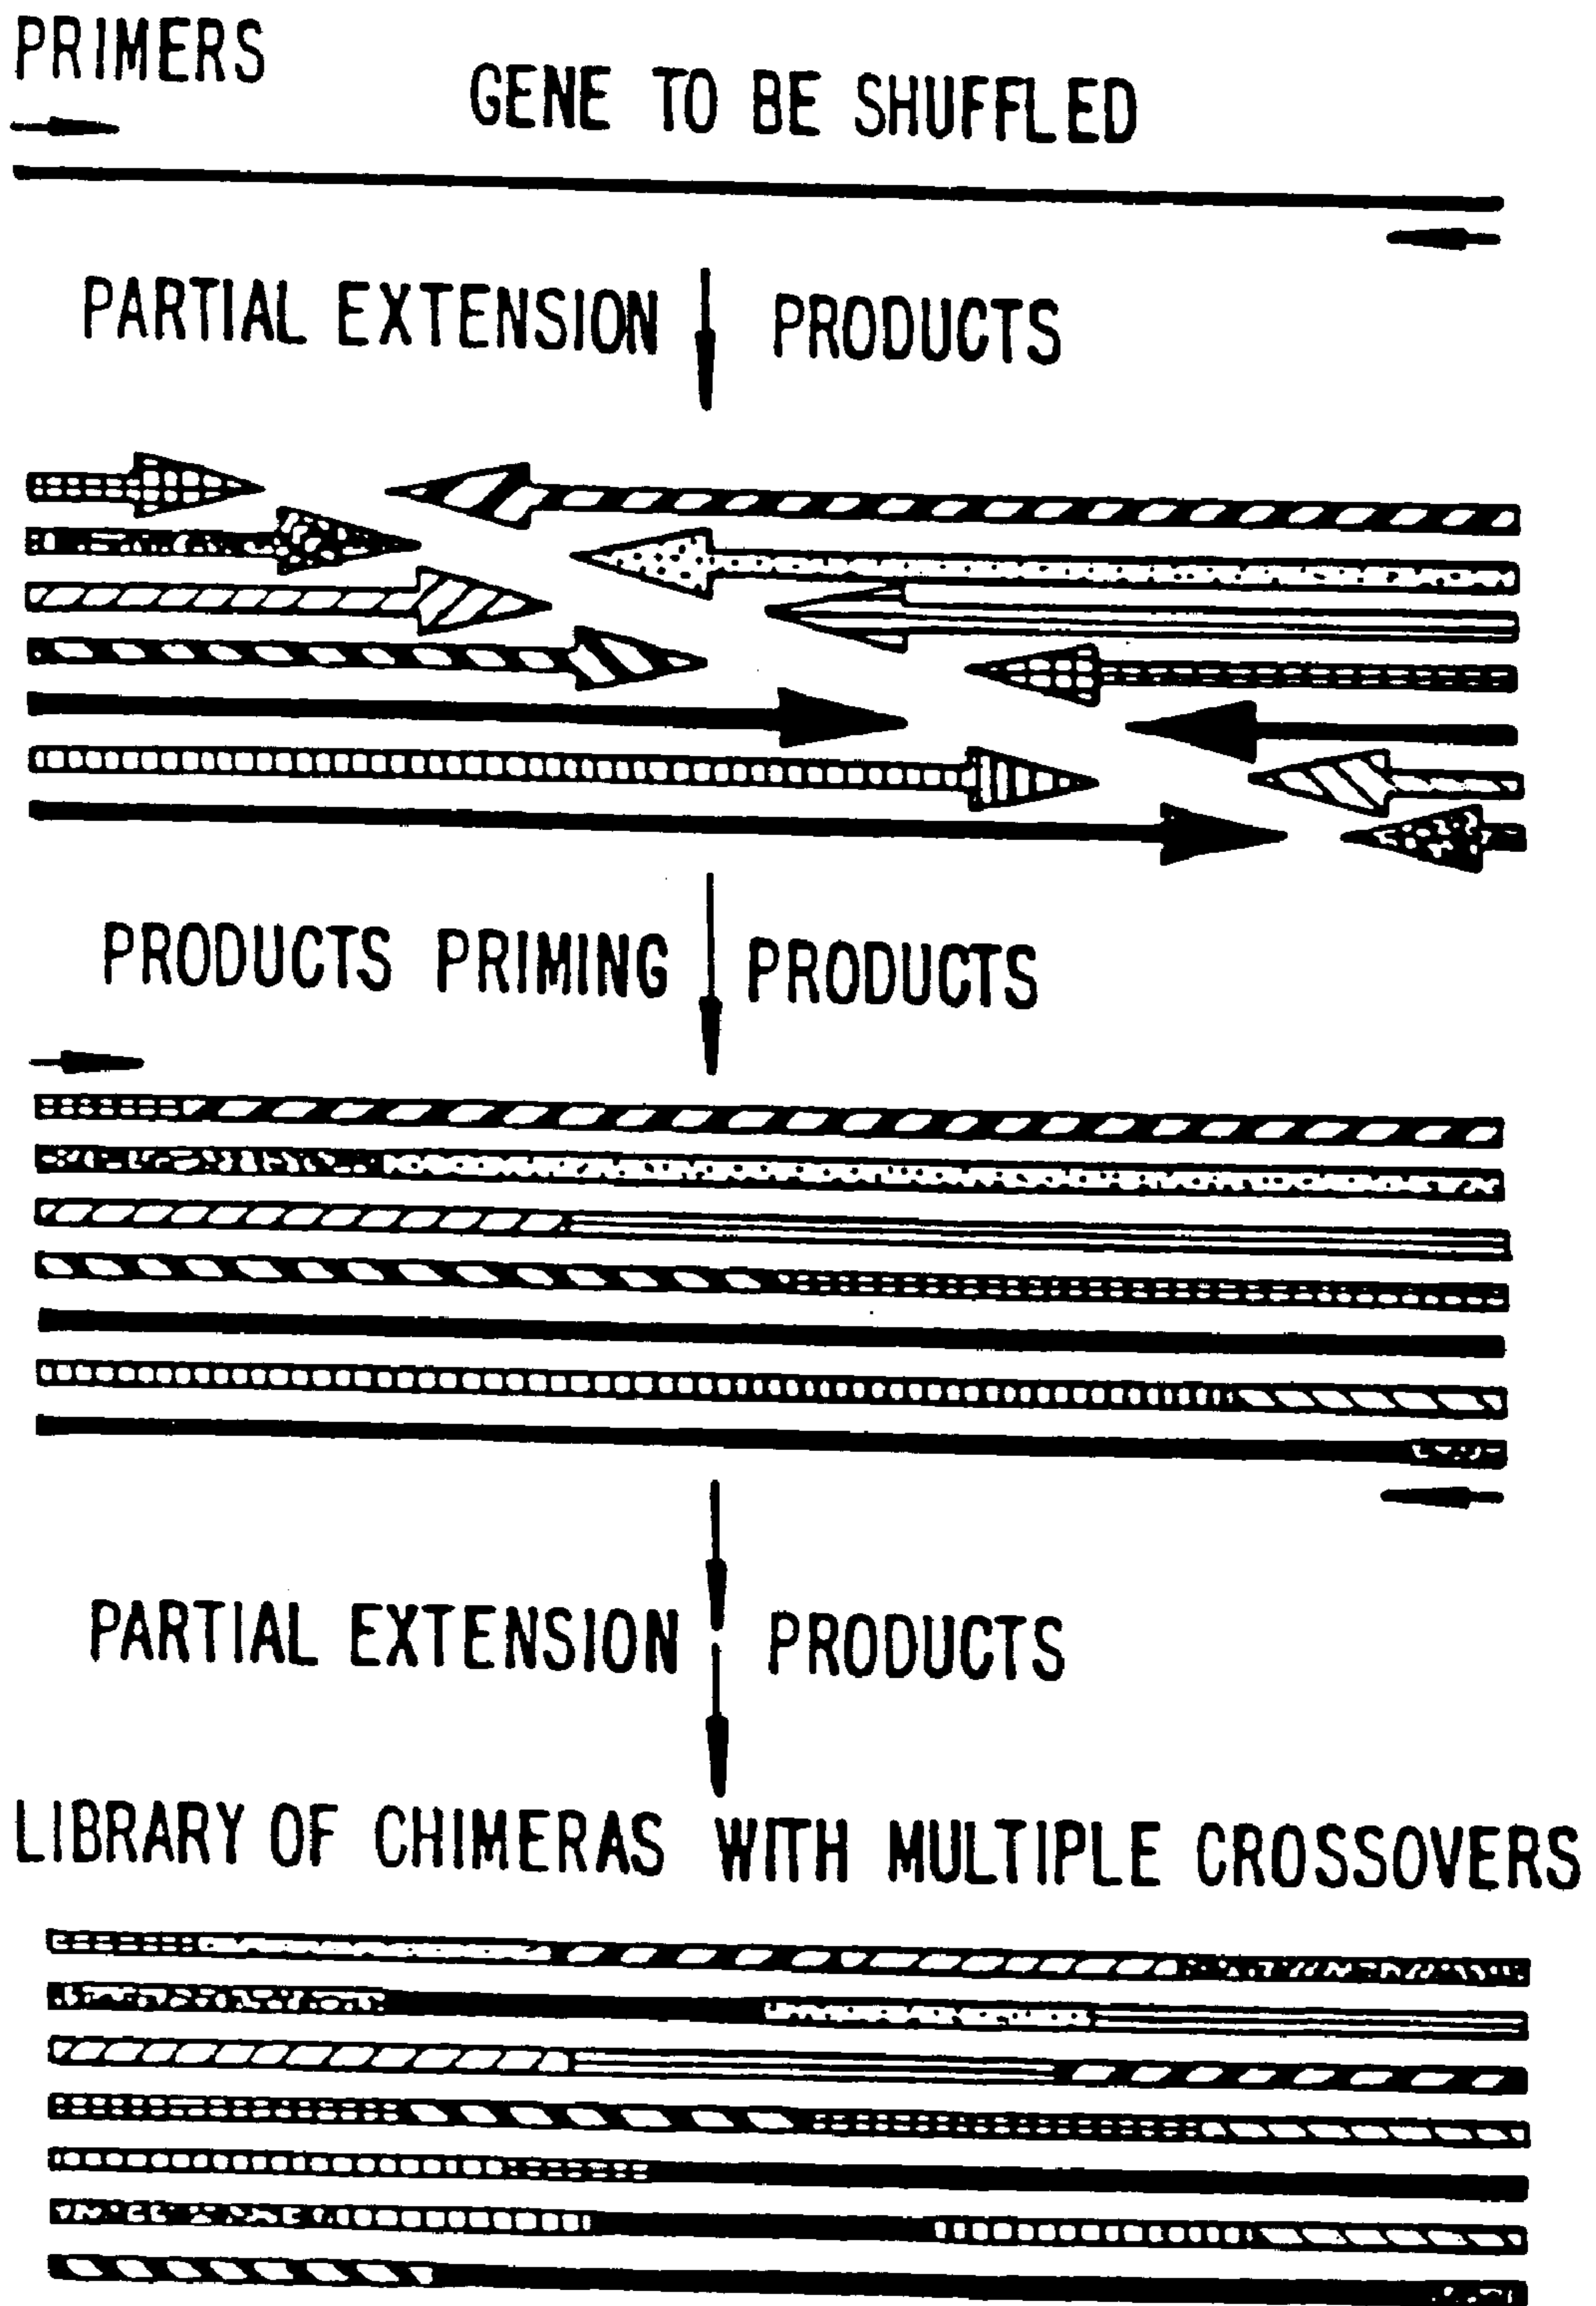 PRIMERS
GENE TO BE SHUFFLED
PARTIAL EXTENSION PRODUCTS
PRODUCTS PRIMING PRODUCTS
PARTIAL EXTENSION PRODUCTS
LIBRARY OF CHIMERAS WITH MULTIPLE CROSSOVERS